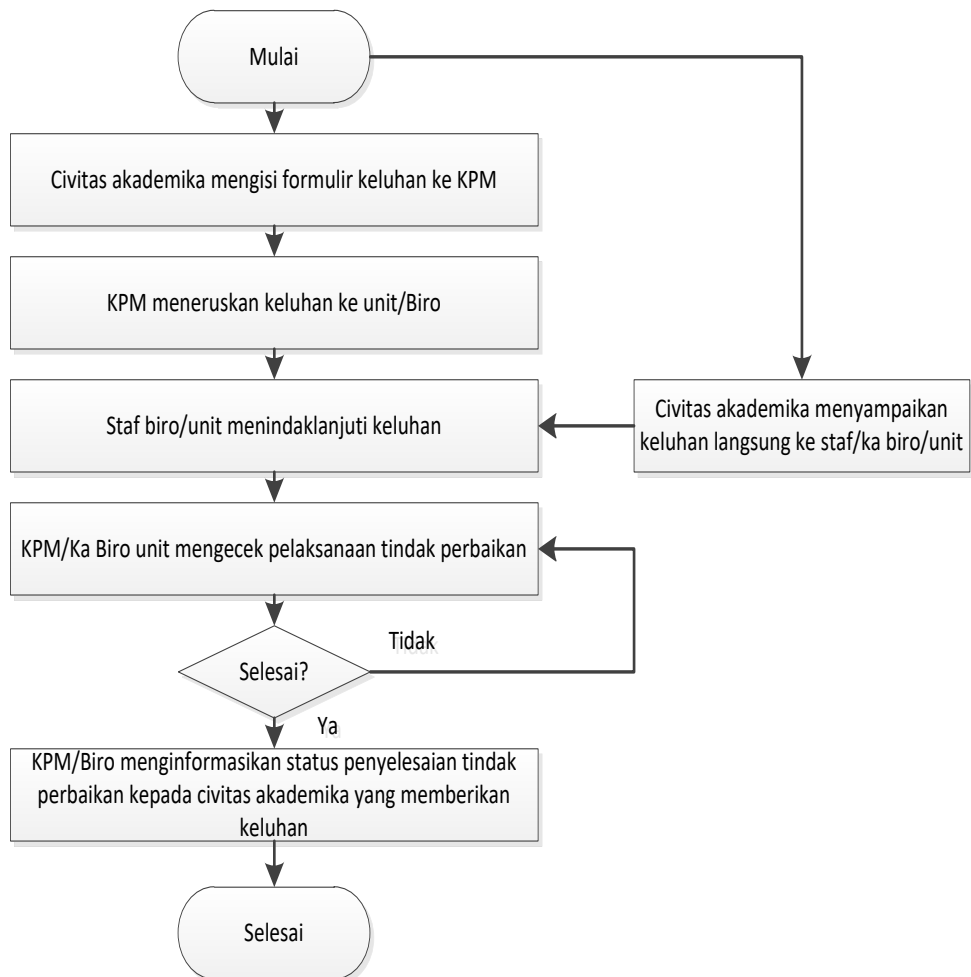 Mulai
Civitas akademika mengisi formulir keluhan ke KPM
KPM meneruskan keluhan ke unit/Biro
Staf biro/unit menindaklanjuti keluhan
Civitas akademika menyampaikan
keluhan langsung ke staf/ka biro/unit
KPM/Ka Biro unit mengecek pelaksanaan tindak perbaikan
Tidak
Selesai?
Ya
KPM/Biro menginformasikan status penyelesaian tindak
perbaikan kepada civitas akademika yang memberikan
keluhan
Selesai